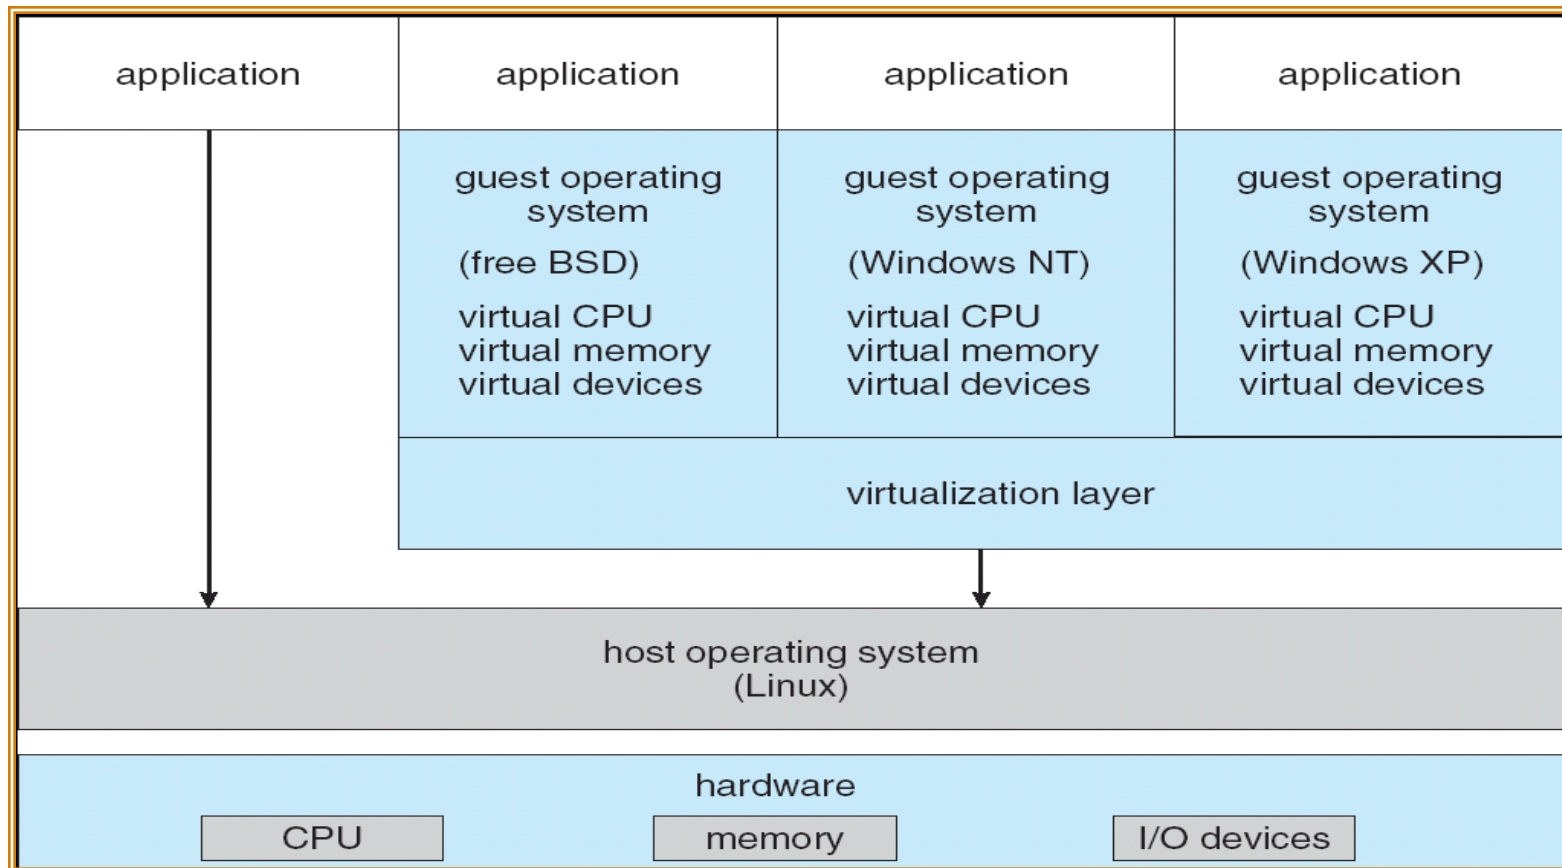 application
application
application
application
guest operating
system
(free BSD)
virtual CPU
virtual memory
virtual devices
guest operating
system
(Windows NT)
virtual CPU
virtual memory
virtual devices
guest operating
system
(Windows XP)
virtual CPU
virtual memory
virtual devices
virtualization layer
host operating system
(Linux)
hardware
CPU
memory
I/O devices